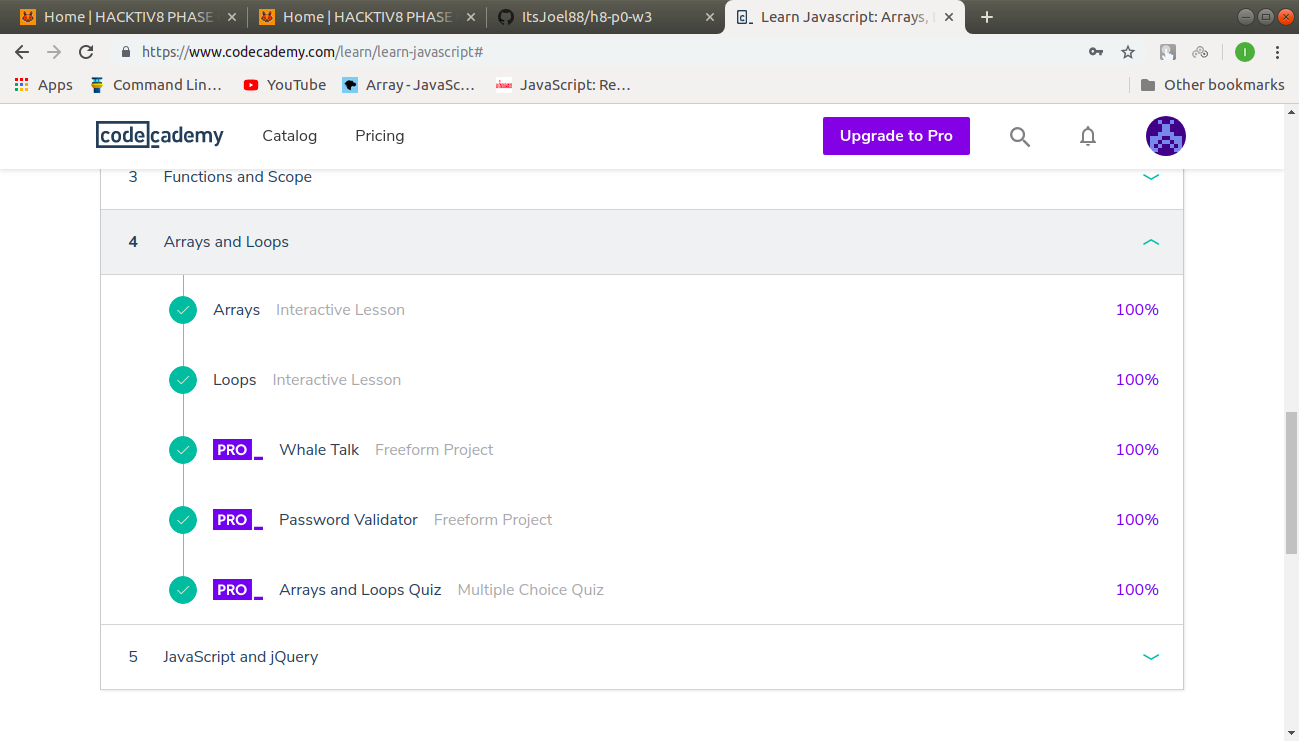 Home | HACKTIV8 PHASE
Home | HACKTIV8 PHASE
ItsJoel88/h8-p0-w3
Learn Javascript: Arrays,
https://www.codecademy.com/learn/learn-javascript#
I
Apps
Command Lin...
YouTube
Array - JavaSc...
JavaScript: Re...
Other bookmarks
codecademy
Catalog
Pricing
Upgrade to Pro
3 Functions and Scope
4 Arrays and Loops
Arrays Interactive Lesson 100%
Loops Interactive Lesson 100%
PRO Whale Talk Freeform Project 100%
PRO Password Validator Freeform Project 100%
PRO Arrays and Loops Quiz Multiple Choice Quiz 100%
5 JavaScript and jQuery